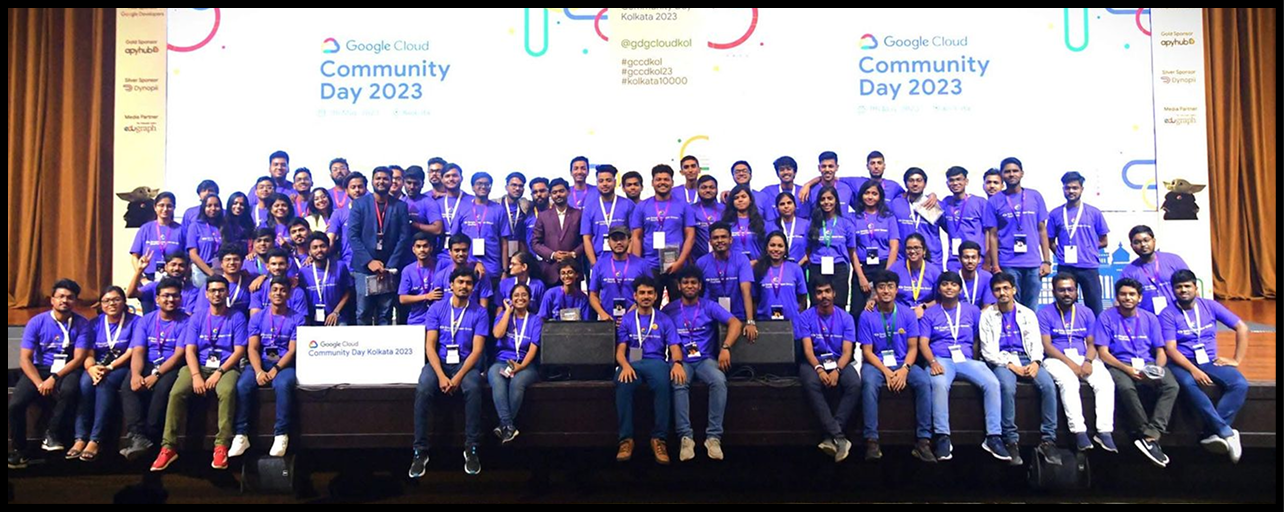 Google Developers
Gold Sponsor
apyhub
Silver Sponsor
Dynopii
Media Partner
edugraph
Google Cloud
Community
Day 2023
Kolkata 2023
@gdgcloudkol
#gccdkol
#gccdkol23
#kolkata10000
Google Cloud
Community
Day 2023
Gold Sponsor
apyhub
Silver Sponsor
Dynopii
Media Partner
edugraph
Google Cloud
Community Day Kolkata 2023